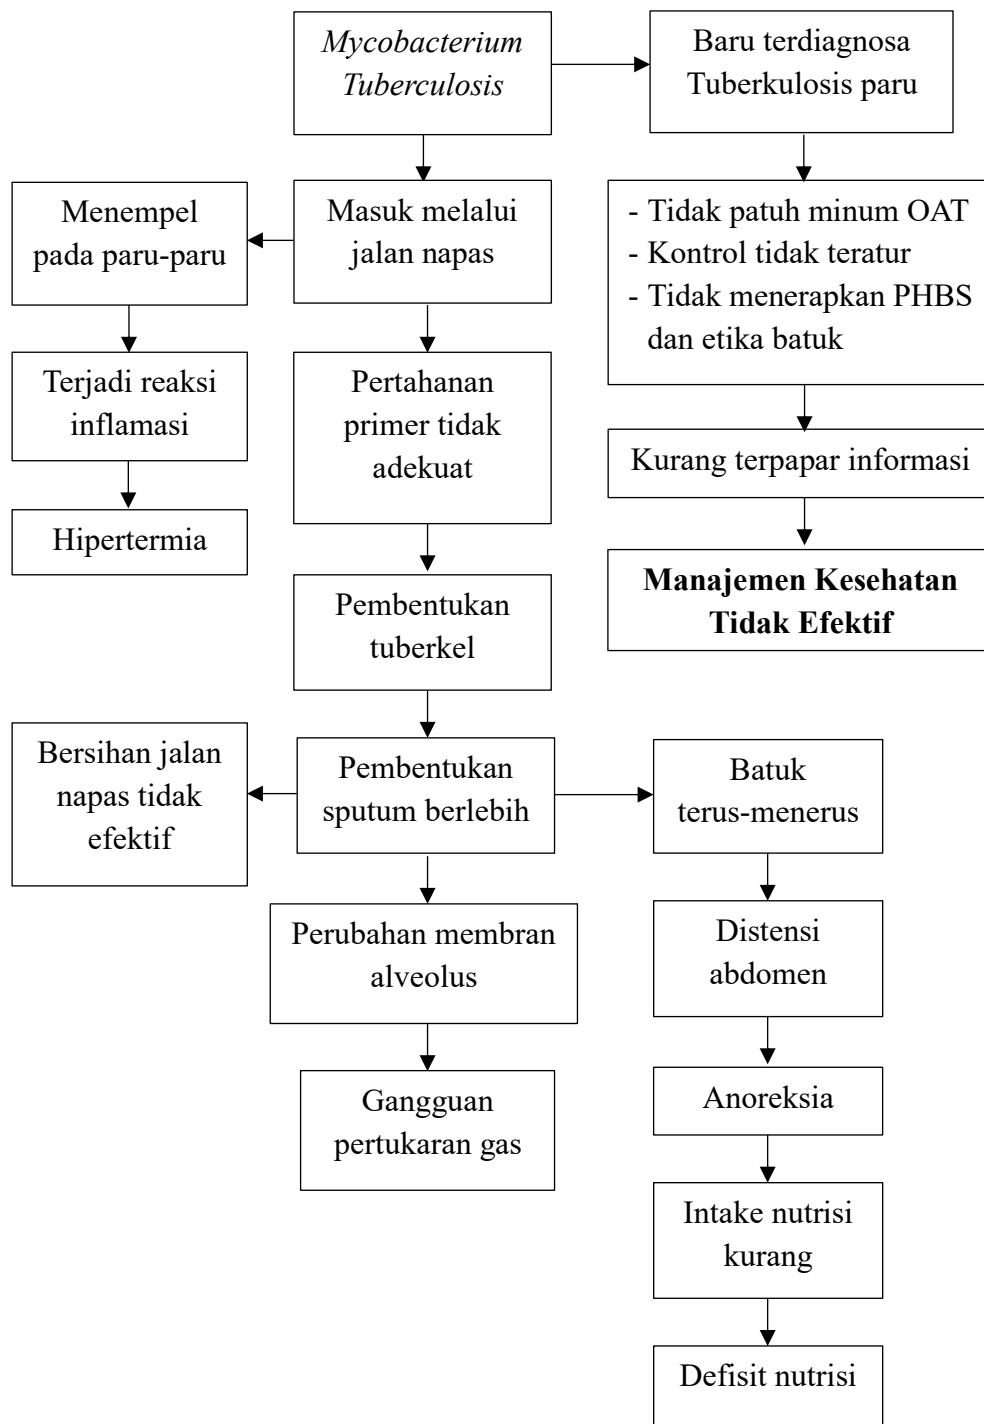 Mycobacterium
Tuberculosis
Baru terdiagnosa
Tuberkulosis paru
Menempel
pada paru-paru
Masuk melalui
jalan napas
- Tidak patuh minum OAT
- Kontrol tidak teratur
- Tidak menerapkan PHBS
dan etika batuk
Terjadi reaksi
inflamasi
Pertahanan
primer tidak
adekuat
Kurang terpapar informasi
Hipertermia
Manajemen Kesehatan
Tidak Efektif
Pembentukan
tuberkel
Bersihan jalan
napas tidak
efektif
Pembentukan
sputum berlebih
Batuk
terus-menerus
Perubahan membran
alveolus
Distensi
abdomen
Gangguan
pertukaran gas
Anoreksia
Intake nutrisi
kurang
Defisit nutrisi